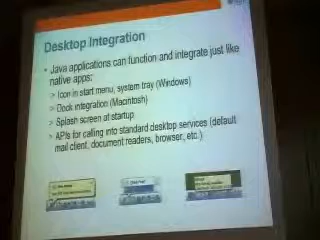 Desktop Integration
• Java applications can function and integrate just like
native apps:
> Icon in start menu, system tray (Windows)
> Dock integration (Macintosh)
> Splash screen at startup
> APIs for calling into standard desktop services (default
mail client, document readers, browser, etc.)